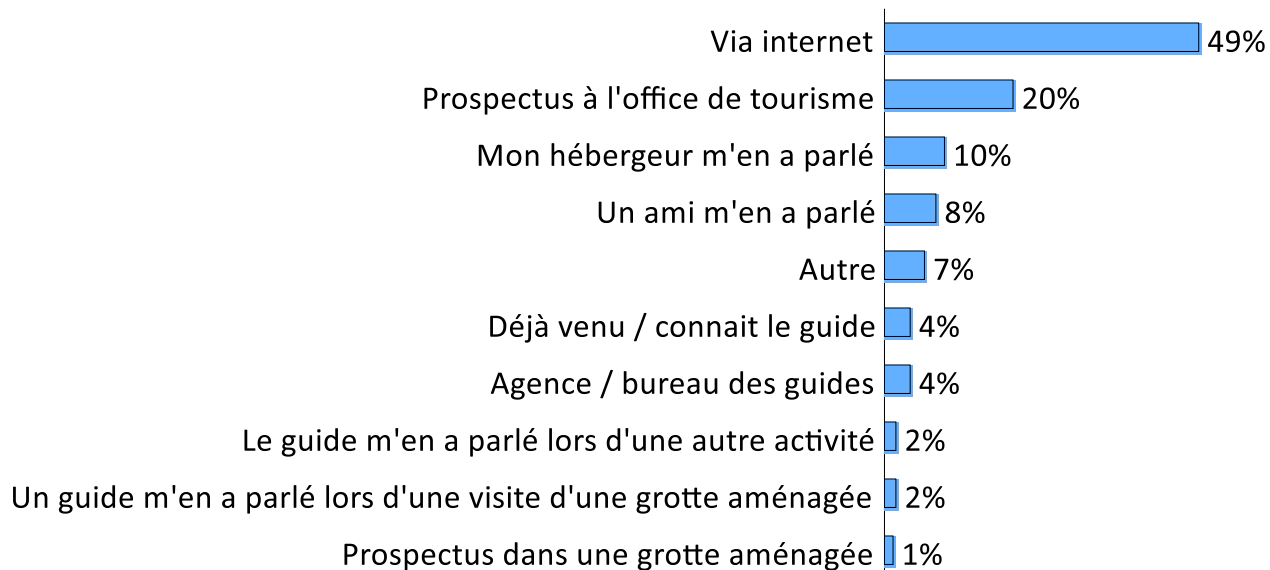 Via internet 49%
Prospectus à l'office de tourisme 20%
Mon hébergeur m'en a parlé 10%
Un ami m'en a parlé 8%
Autre 7%
Déjà venu / connait le guide 4%
Agence / bureau des guides 4%
Le guide m'en a parlé lors d'une autre activité 2%
Un guide m'en a parlé lors d'une visite d'une grotte aménagée 2%
Prospectus dans une grotte aménagée 1%